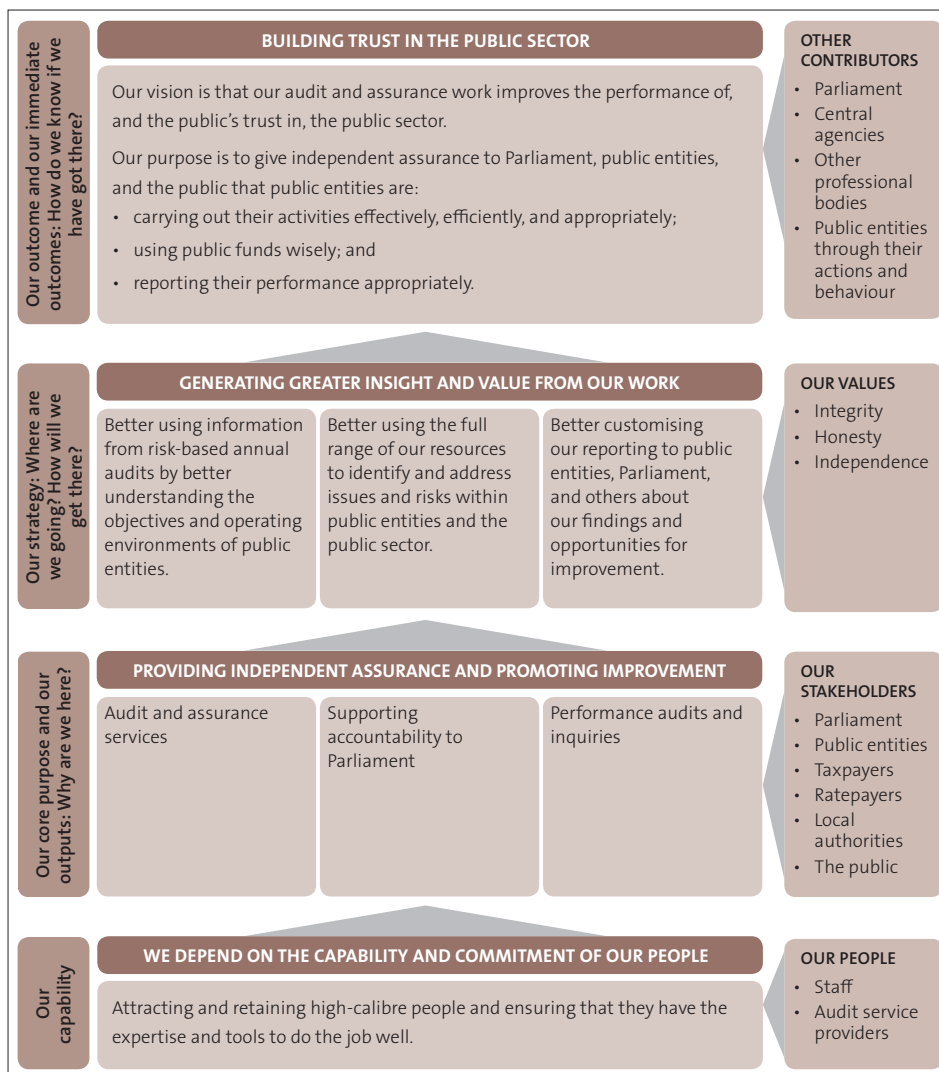 Our outcome and our immediate
outcomes: How do we know if we
have got there?
BUILDING TRUST IN THE PUBLIC SECTOR
Our vision is that our audit and assurance work improves the performance of,
and the public’s trust in, the public sector.
Our purpose is to give independent assurance to Parliament, public entities,
and the public that public entities are:
• carrying out their activities effectively, efficiently, and appropriately;
• using public funds wisely; and
• reporting their performance appropriately.
OTHER
CONTRIBUTORS
• Parliament
• Central
agencies
• Other
professional
bodies
• Public entities
through their
actions and
behaviour
Our strategy: Where are
we going? How will we
get there?
GENERATING GREATER INSIGHT AND VALUE FROM OUR WORK
Better using information
from risk-based annual
audits by better
understanding the
objectives and operating
environments of public
entities.
Better using the full
range of our resources
to identify and address
issues and risks within
public entities and the
public sector.
Better customising
our reporting to public
entities, Parliament,
and others about
our findings and
opportunities for
improvement.
OUR VALUES
• Integrity
• Honesty
• Independence
Our core purpose and our
outputs: Why are we here?
PROVIDING INDEPENDENT ASSURANCE AND PROMOTING IMPROVEMENT
Audit and assurance
services
Supporting
accountability to
Parliament
Performance audits and
inquiries
OUR
STAKEHOLDERS
• Parliament
• Public entities
• Taxpayers
• Ratepayers
• Local
authorities
• The public
Our
capability
WE DEPEND ON THE CAPABILITY AND COMMITMENT OF OUR PEOPLE
Attracting and retaining high-calibre people and ensuring that they have the
expertise and tools to do the job well.
OUR PEOPLE
• Staff
• Audit service
providers